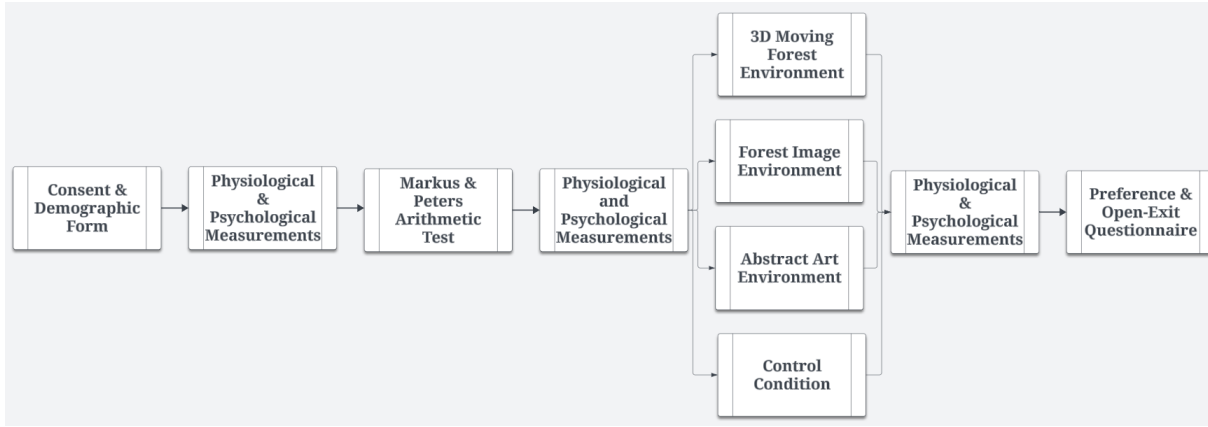 Consent &
Demographic
Form
Physiological
&
Psychological
Measurements
Markus &
Peters
Arithmetic
Test
Physiological
and
Psychological
Measurements
3D Moving
Forest
Environment
Forest Image
Environment
Abstract Art
Environment
Control
Condition
Physiological
&
Psychological
Measurements
Preference &
Open-Exit
Questionnaire